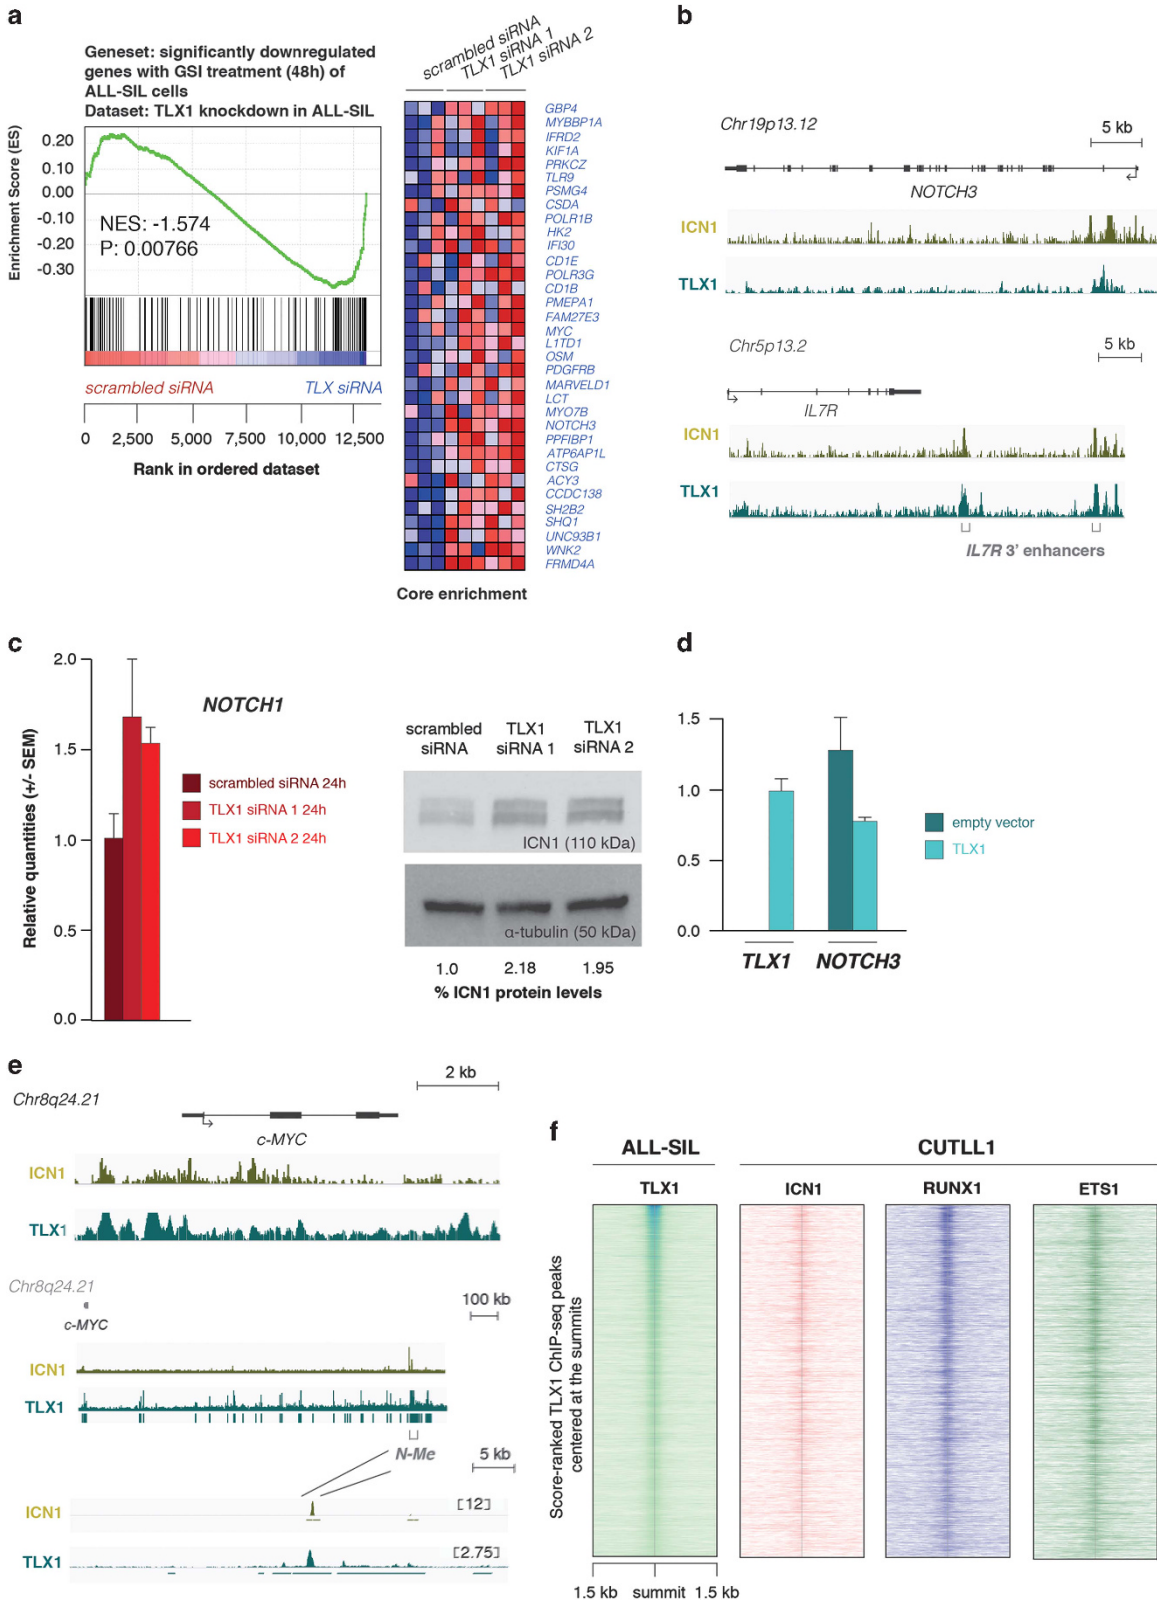 a
Geneset: significantly downregulated
genes with GSI treatment (48h) of
ALL-SIL cells
Dataset: TLX1 knockdown in ALL-SIL
Enrichment Score (ES)
0.20
0.10
0.00
-0.10
-0.20
-0.30
NES: -1.574
P: 0.00766
scrambled siRNA
TLX siRNA
0 2,500 5,000 7,500 10,000 12,500
Rank in ordered dataset
scrambled siRNA
TLX1 siRNA 1
TLX1 siRNA 2
GBP4
MYBBP1A
IFRD2
KIF1A
PRKCZ
TLR9
PSMG4
CSDA
POLR1B
HK2
IFI30
CD1E
POLR3G
CD1B
PMEPA1
FAM27E3
MYC
L1TD1
OSM
PDGFRB
MARVELD1
LCT
MYO7B
NOTCH3
PPFIBP1
ATP6AP1L
CTSG
ACY3
CCDC138
SH2B2
SHQ1
UNC93B1
WNK2
FRMD4A
Core enrichment
b
Chr19p13.12
5 kb
NOTCH3
ICN1
TLX1
Chr5p13.2
5 kb
IL7R
ICN1
TLX1
IL7R 3' enhancers
c
Relative quantities (+/- SEM)
2.0
1.5
1.0
0.5
0.0
NOTCH1
scrambled siRNA 24h
TLX1 siRNA 1 24h
TLX1 siRNA 2 24h
scrambled siRNA
TLX1 siRNA 1
TLX1 siRNA 2
ICN1 (110 kDa)
α-tubulin (50 kDa)
1.0 2.18 1.95
% ICN1 protein levels
d
1.5
1.0
0.5
0.0
TLX1
NOTCH3
empty vector
TLX1
e
2 kb
Chr8q24.21
c-MYC
ICN1
TLX1
Chr8q24.21
100 kb
c-MYC
ICN1
TLX1
N-Me
5 kb
ICN1
[12]
TLX1
[2.75]
f
ALL-SIL
CUTLL1
TLX1
ICN1
RUNX1
ETS1
Score-ranked TLX1 ChIP-seq peaks
centered at the summits
1.5 kb summit 1.5 kb